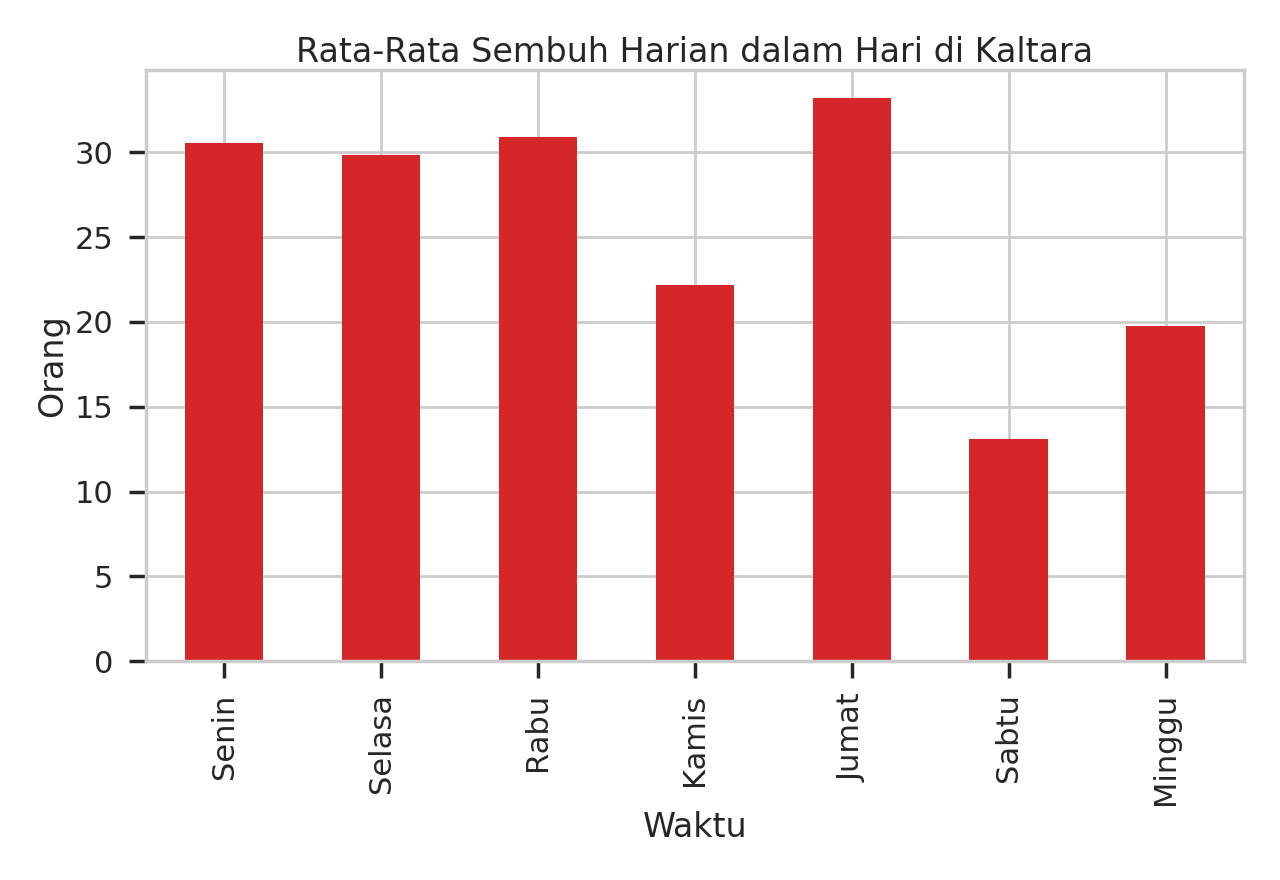 Rata-Rata Sembuh Harian dalam Hari di Kaltara
Orang
30
25
20
15
10
5
0
Senin
Selasa
Rabu
Kamis
Jumat
Sabtu
Minggu
Waktu